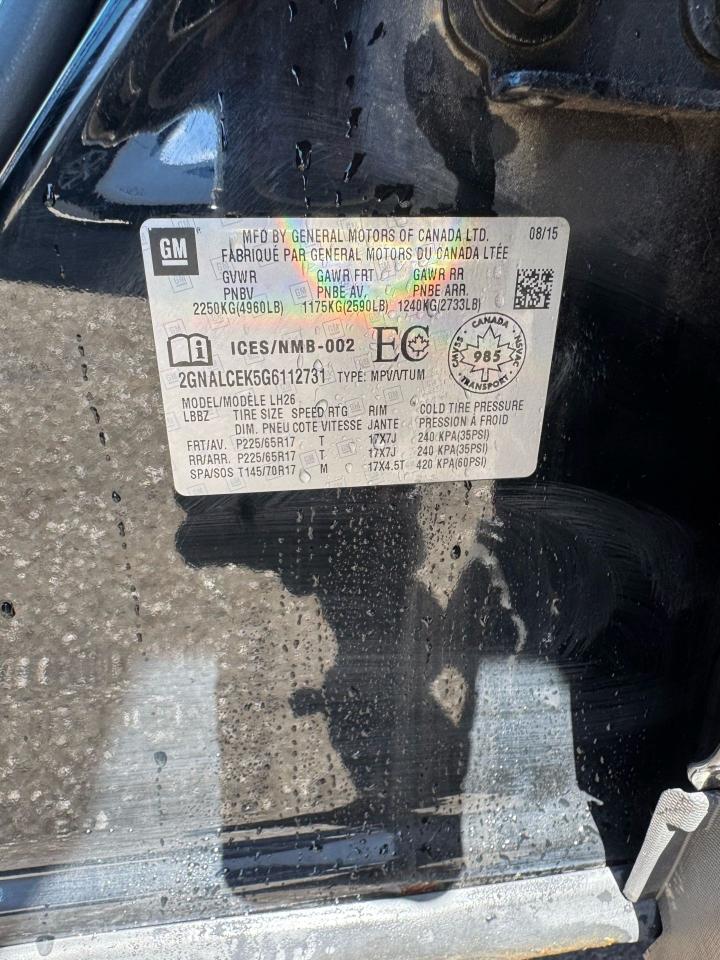 GM
MFD BY GENERAL MOTORS OF CANADA LTD. 08/15
FABRIQUÉ PAR GENERAL MOTORS DU CANADA LTÉE
GVWR GAWR FRT GAWR RR
PNBV PNBE AV, PNBE ARR.
2250KG(4960LB) 1175KG(2590LB) 1240KG(2733LB)
ICES/NMB-002 EC
CANADA
CMVSS · NSVAC
985
TRANSPORT
2GNALCEK5G6112731 TYPE: MPV/VTUM
MODEL/MODÈLE LH26
LBBZ TIRE SIZE SPEED RTG RIM COLD TIRE PRESSURE
DIM. PNEU COTE VITESSE JANTE PRESSION À FROID
FRT/AV. P225/65R17 T 17X7J 240 KPA(35PSI)
RR/ARR. P225/65R17 T 17X7J 240 KPA(35PSI)
SPA/SOS T145/70R17 M 17X4.5T 420 KPA(60PSI)